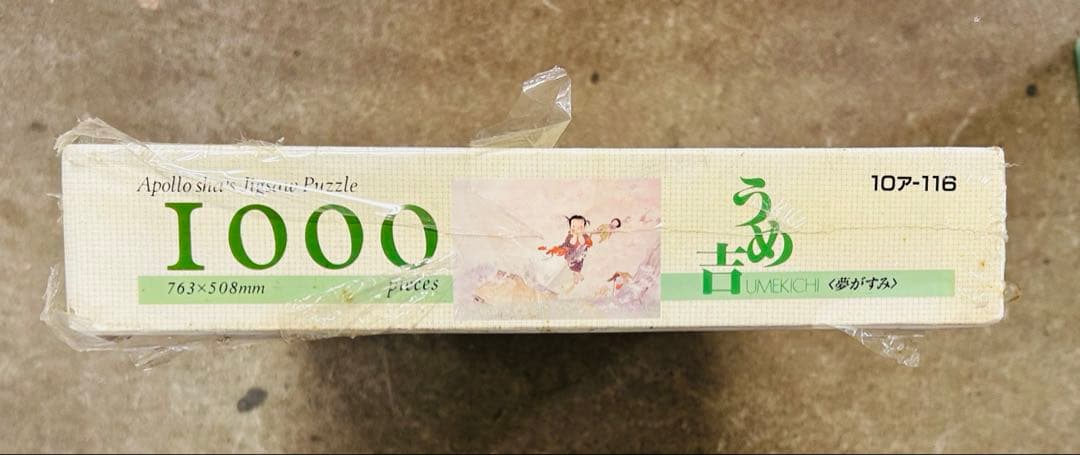 Apollo sha's Jigsaw Puzzle
1000
763×508mm
pieces
うめ吉
UMEKICHI 〈夢がすみ〉
10ア-116